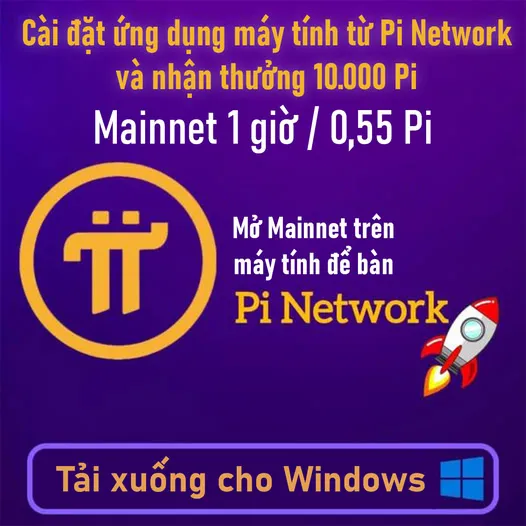 Cài đặt ứng dụng máy tính từ Pi Network
và nhận thưởng 10.000 Pi
Mainnet 1 giờ / 0,55 Pi
Mở Mainnet trên
máy tính để bàn
Pi Network
Tải xuống cho Windows